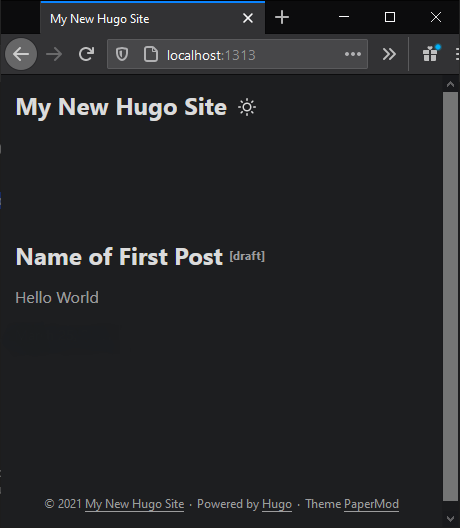 My New Hugo Site
localhost:1313
My New Hugo Site
Name of First Post [draft]
Hello World
© 2021 My New Hugo Site · Powered by Hugo · Theme PaperMod